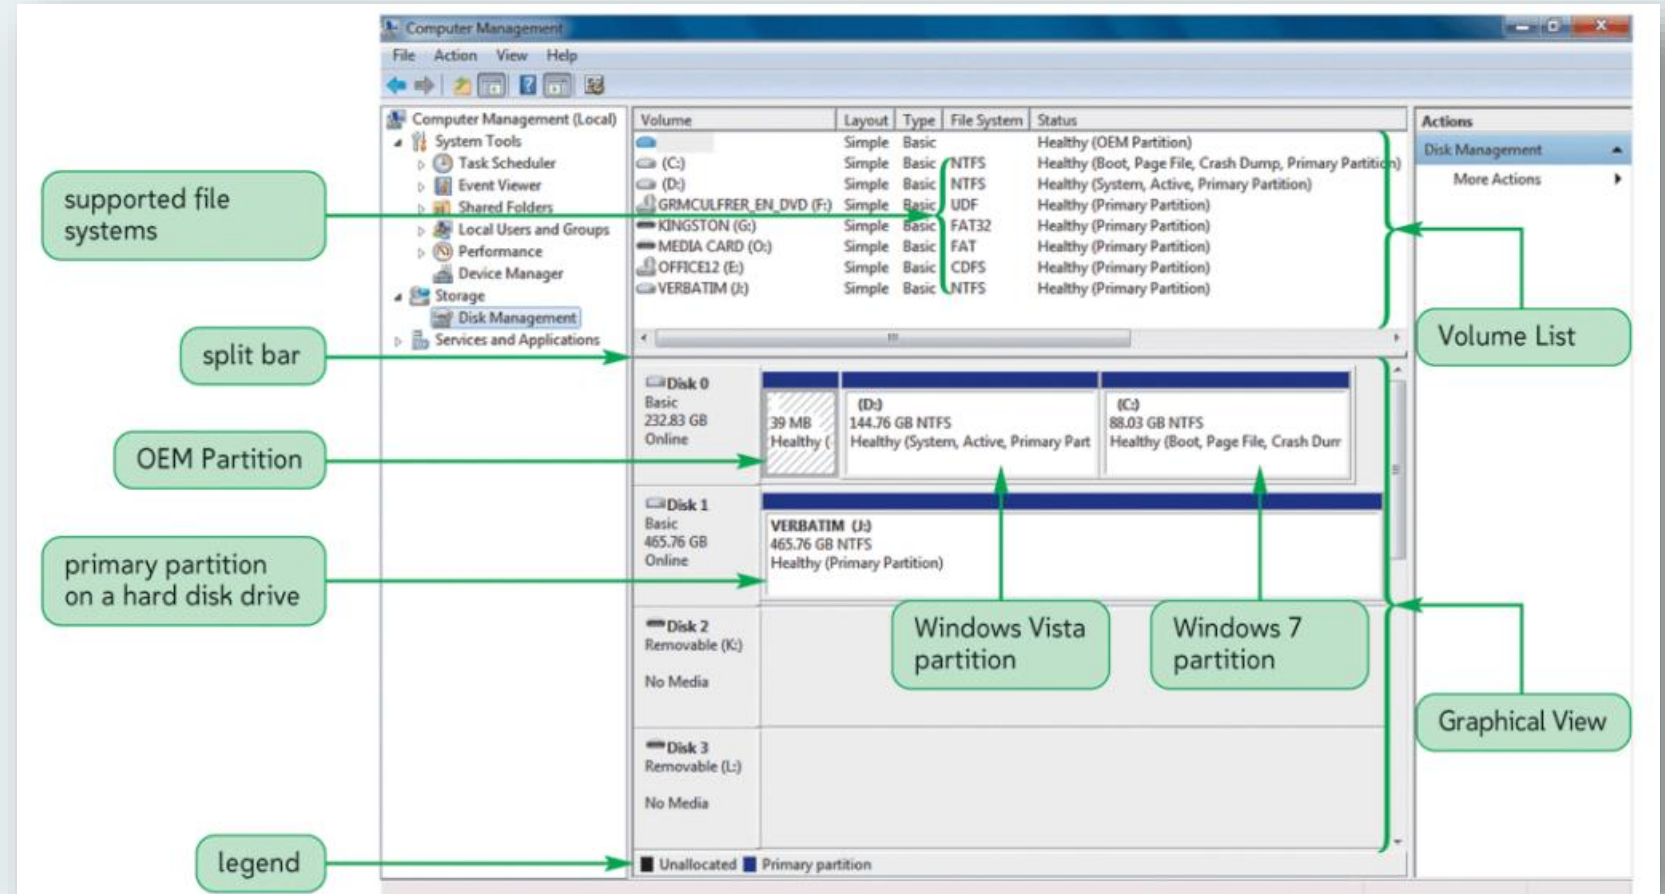 Computer Management
File Action View Help
Computer Management (Local)
System Tools
Task Scheduler
Event Viewer
Shared Folders
Local Users and Groups
Performance
Device Manager
Storage
Disk Management
Services and Applications
Volume Layout Type File System Status
Simple Basic Healthy (OEM Partition)
(C:) Simple Basic NTFS Healthy (Boot, Page File, Crash Dump, Primary Partition)
(D:) Simple Basic NTFS Healthy (System, Active, Primary Partition)
GRMCULFRER_EN_DVD (F:) Simple Basic UDF Healthy (Primary Partition)
KINGSTON (G:) Simple Basic FAT32 Healthy (Primary Partition)
MEDIA CARD (O:) Simple Basic FAT Healthy (Primary Partition)
OFFICE12 (E:) Simple Basic CDFS Healthy (Primary Partition)
VERBATIM (J:) Simple Basic NTFS Healthy (Primary Partition)
Actions
Disk Management
More Actions
supported file
systems
split bar
OEM Partition
primary partition
on a hard disk drive
legend
Volume List
Graphical View
Disk 0
Basic
232.83 GB
Online
39 MB
Healthy (
(D:)
144.76 GB NTFS
Healthy (System, Active, Primary Part
(C:)
88.03 GB NTFS
Healthy (Boot, Page File, Crash Dum
Disk 1
Basic
465.76 GB
Online
VERBATIM (J:)
465.76 GB NTFS
Healthy (Primary Partition)
Windows Vista
partition
Windows 7
partition
Disk 2
Removable (K:)
No Media
Disk 3
Removable (L:)
No Media
Unallocated Primary partition